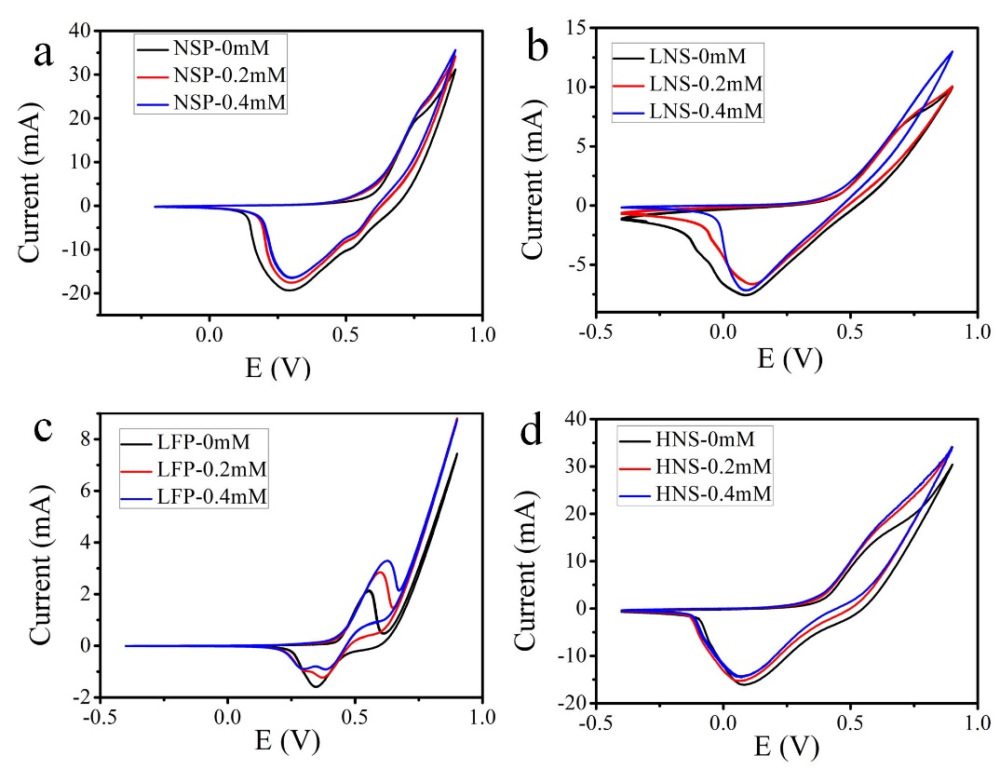 a
NSP-0mM
NSP-0.2mM
NSP-0.4mM
40
30
20
10
0
-10
-20
Current (mA)
0.0 0.5 1.0
E (V)
b
LNS-0mM
LNS-0.2mM
LNS-0.4mM
15
10
5
0
-5
Current (mA)
-0.5 0.0 0.5 1.0
E (V)
c
LFP-0mM
LFP-0.2mM
LFP-0.4mM
8
6
4
2
0
-2
Current (mA)
-0.5 0.0 0.5 1.0
E (V)
d
HNS-0mM
HNS-0.2mM
HNS-0.4mM
40
30
20
10
0
-10
-20
Current (mA)
-0.5 0.0 0.5 1.0
E (V)